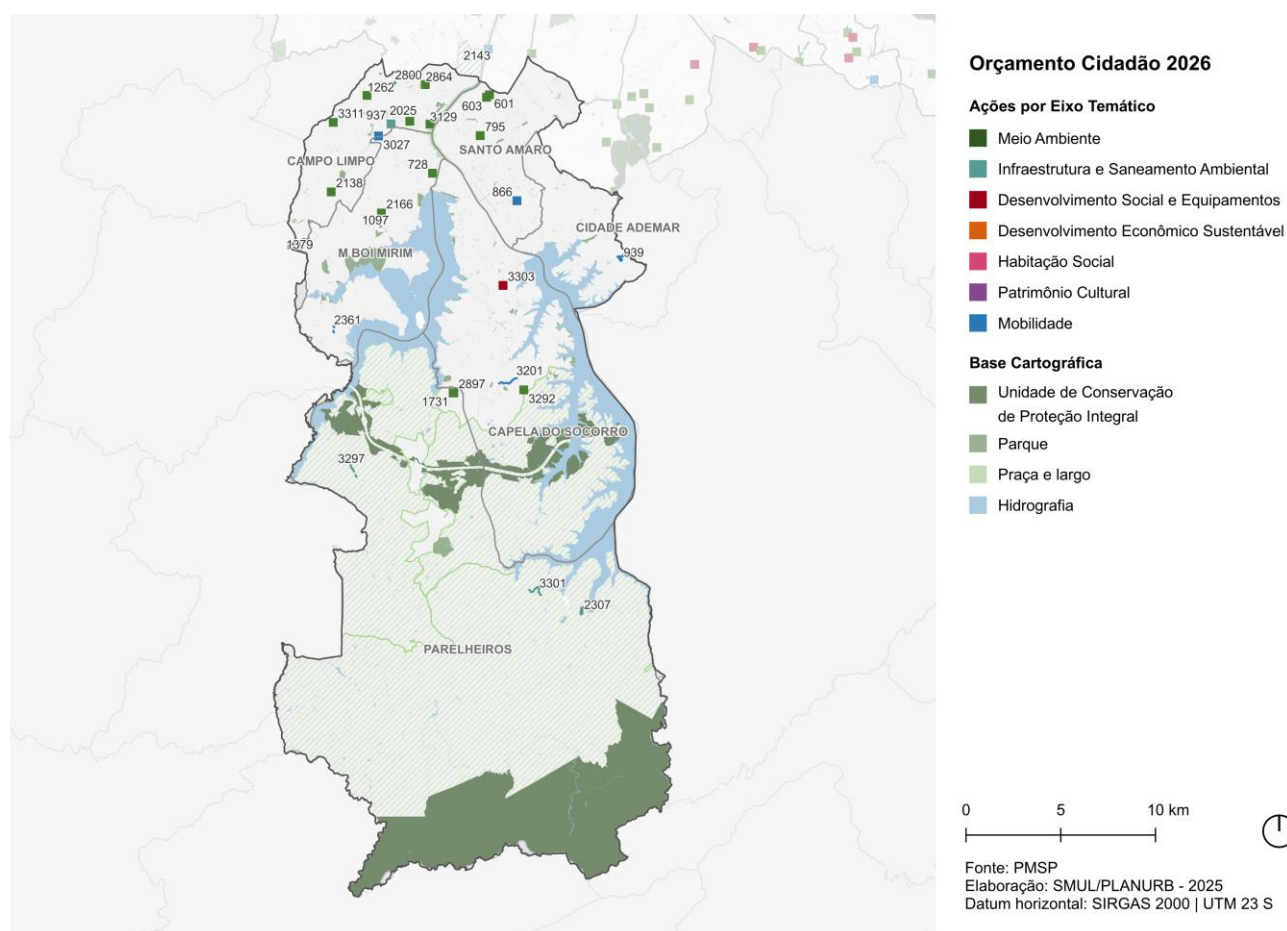 2143
2800
2864
1262
603
601
3311
937
2025
3129
795
3027
SANTO AMARO
CAMPO LIMPO
728
2138
866
2166
1097
CIDADE ADEMAR
1379
M BOI MIRIM
939
3303
2361
3201
2897
1731
3292
CAPELA DO SOCORRO
3297
3301
2307
PARELHEIROS
Orçamento Cidadão 2026
Ações por Eixo Temático
Meio Ambiente
Infraestrutura e Saneamento Ambiental
Desenvolvimento Social e Equipamentos
Desenvolvimento Econômico Sustentável
Habitação Social
Patrimônio Cultural
Mobilidade
Base Cartográfica
Unidade de Conservação
de Proteção Integral
Parque
Praça e largo
Hidrografia
0 5 10 km
Fonte: PMSP
Elaboração: SMUL/PLANURB - 2025
Datum horizontal: SIRGAS 2000 | UTM 23 S